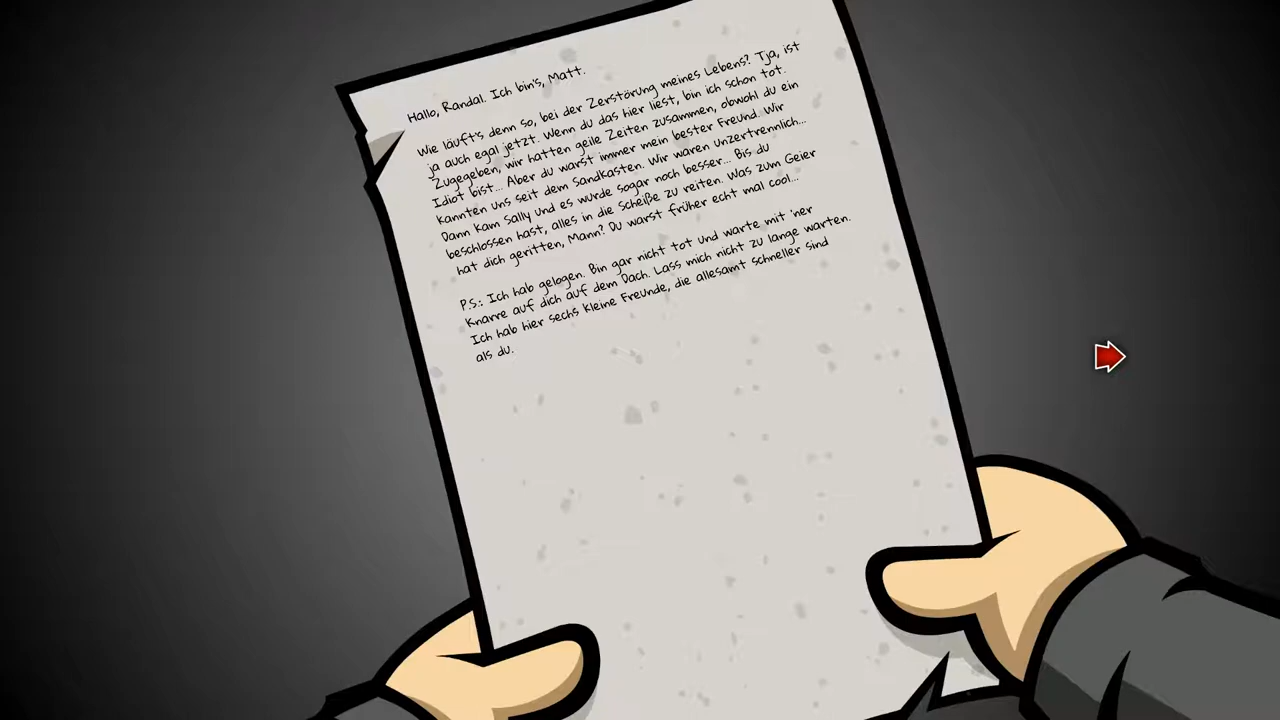 Hallo, Randal. Ich bin's, Matt.
Wie läuft's denn so, bei der Zerstörung meines Lebens? Tja, ist
ja auch egal jetzt. Wenn du das hier liest, bin ich schon tot.
Zugegeben, wir hatten geile Zeiten zusammen, obwohl du ein
Idiot bist... Aber du warst immer mein bester Freund. Wir
kannten uns seit dem Sandkasten. Wir waren unzertrennlich...
Dann kam Sally und es wurde sogar noch besser... Bis du
beschlossen hast, alles in die Scheiße zu reiten. Was zum Geier
hat dich geritten, Mann? Du warst früher echt mal cool...
P.S.: Ich hab gelogen. Bin gar nicht tot und warte mit 'ner
Knarre auf dich auf dem Dach. Lass mich nicht zu lange warten.
Ich hab hier sechs kleine Freunde, die allesamt schneller sind
als du.